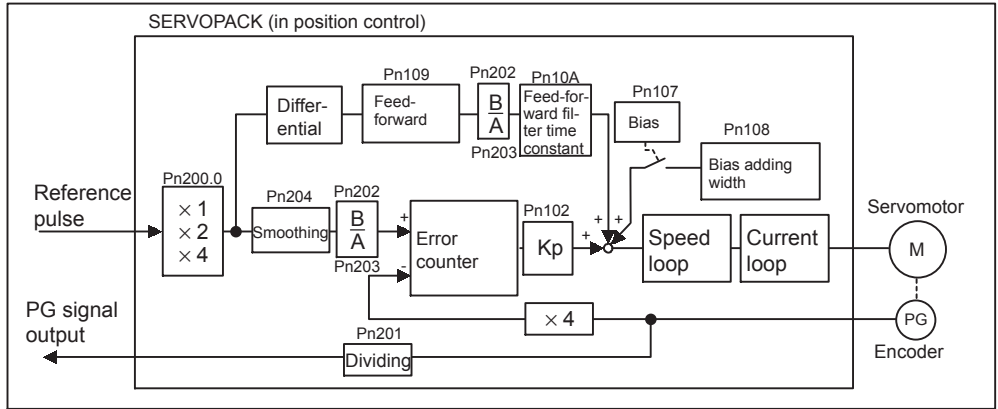 SERVOPACK (in position control)
Pn109
Pn202
Pn10A
Pn107
Pn108
Differ-
ential
Feed-
forward
B
A
Pn203
Feed-for-
ward fil-
ter time
constant
Bias
Bias adding
width
Reference
pulse
Pn200.0
× 1
× 2
× 4
Pn204
Smoothing
Pn202
B
A
Pn203
+
-
Error
counter
Pn102
Kp
+
+
+
Speed
loop
Current
loop
Servomotor
M
PG
Encoder
× 4
PG signal
output
Pn201
Dividing